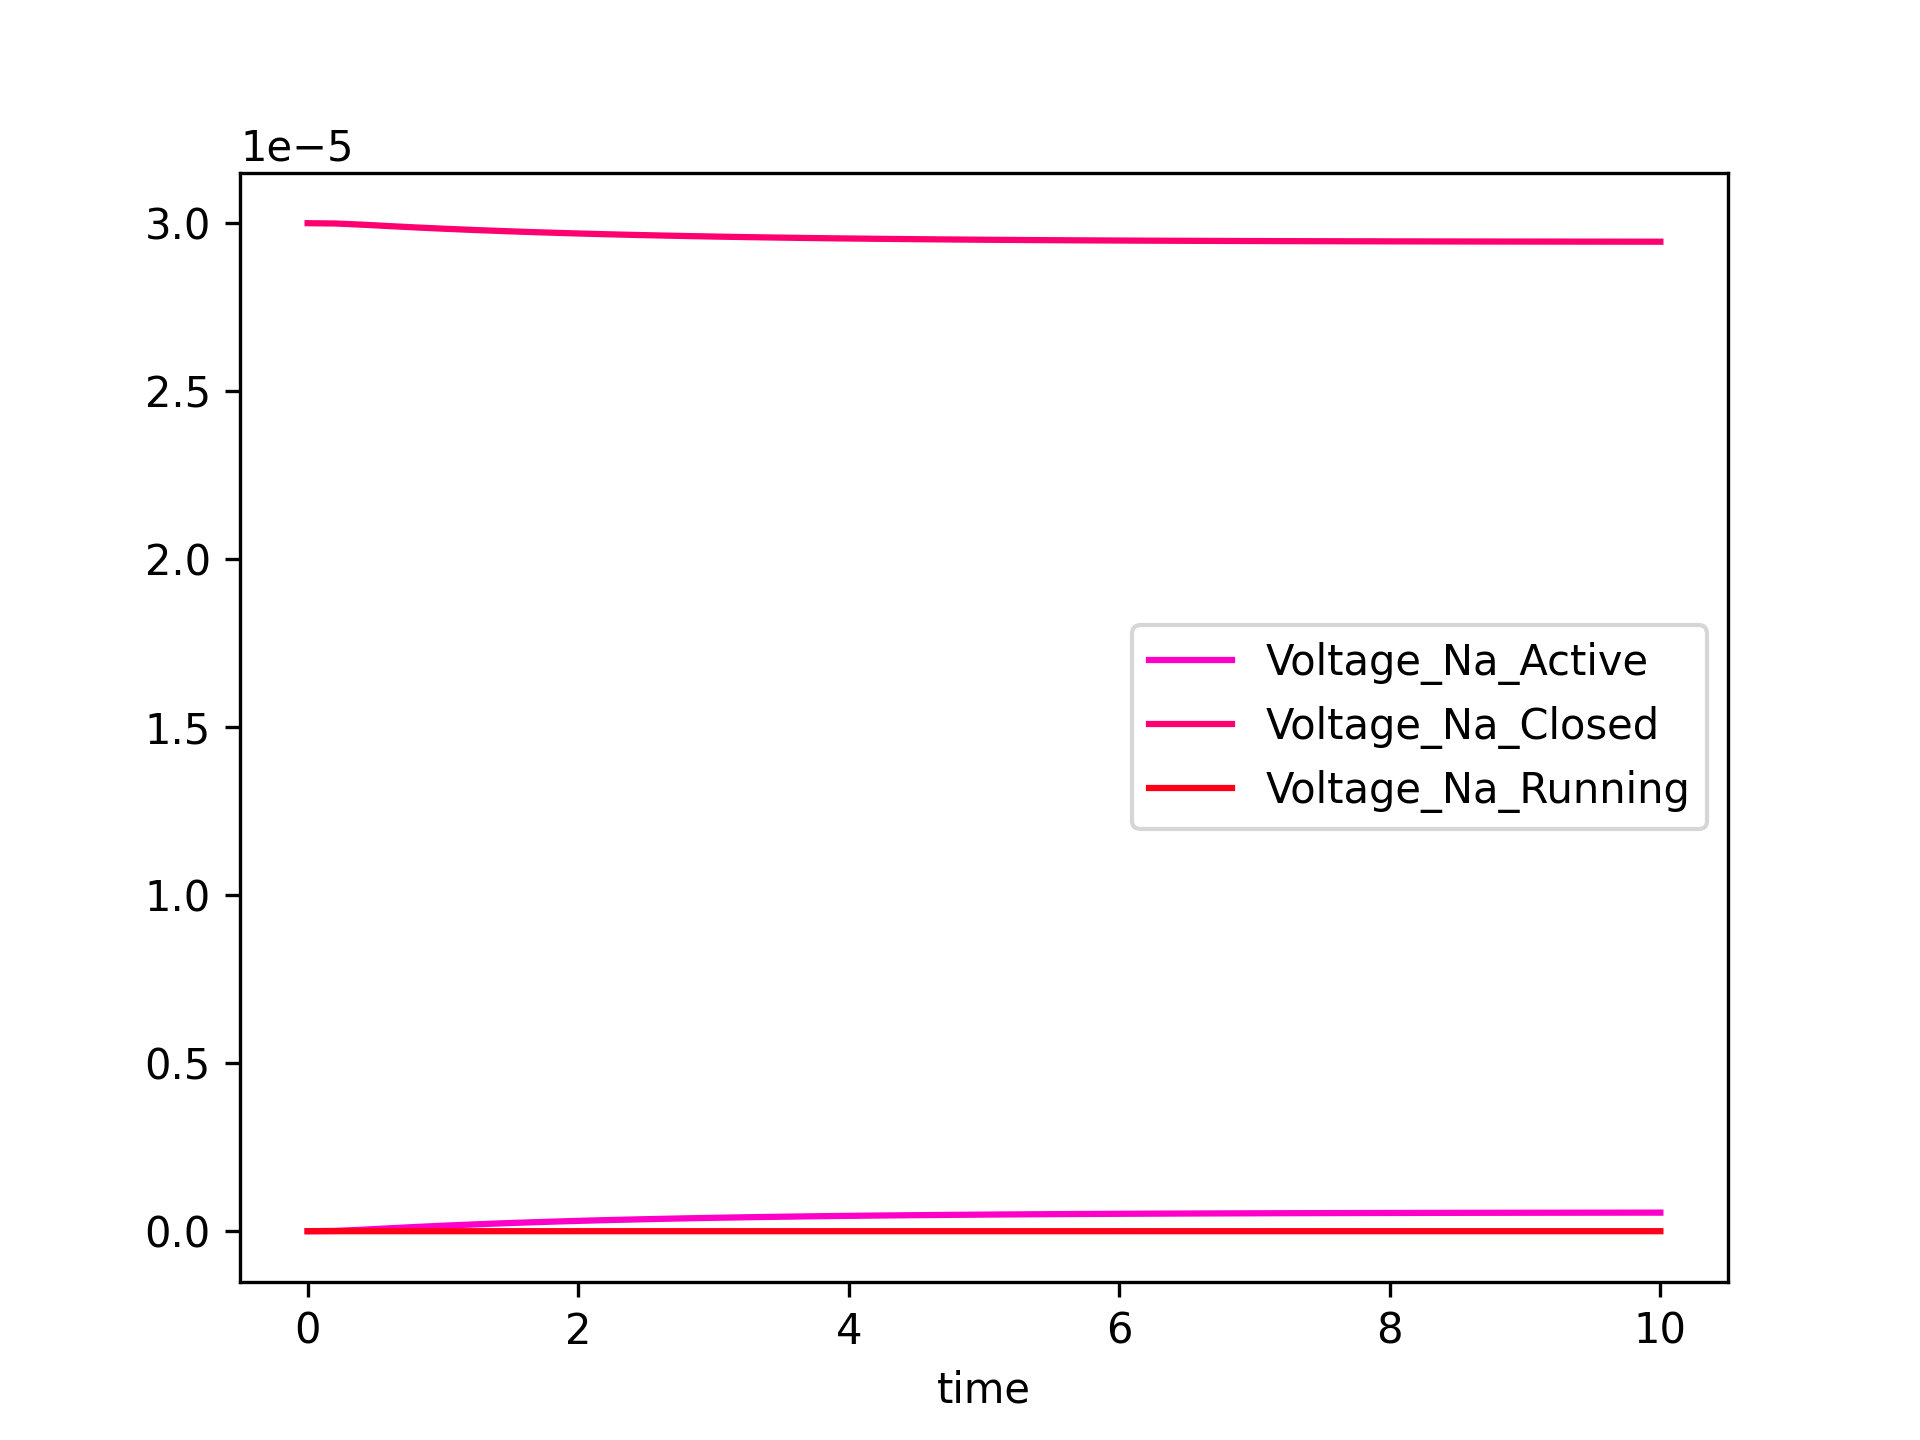 1e−5
3.0
2.5
2.0
1.5
1.0
0.5
0.0
Voltage_Na_Active
Voltage_Na_Closed
Voltage_Na_Running
0 2 4 6 8 10
time